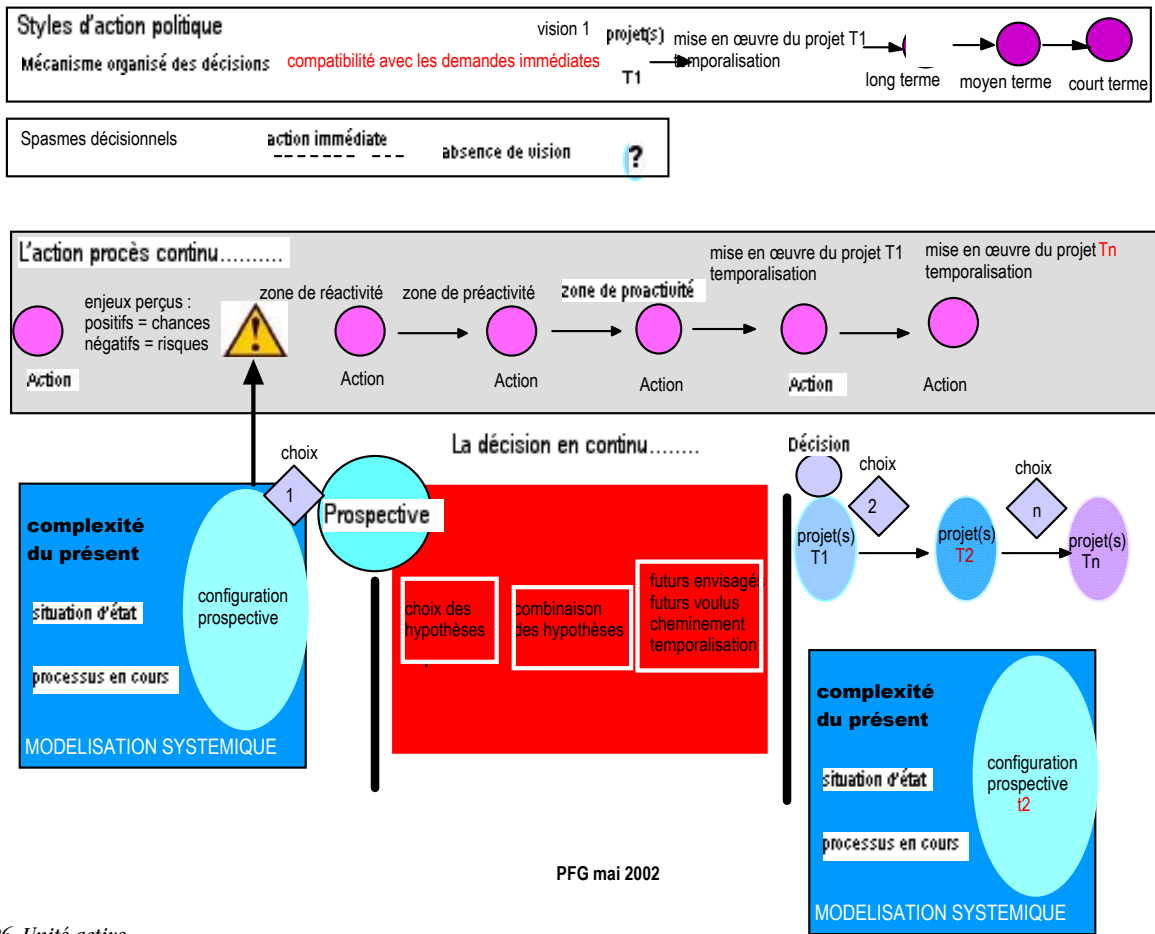 Styles d'action politique
vision 1
projet(s)
T1
mise en œuvre du projet T1
temporalisation
Mécanisme organisé des décisions
compatibilité avec les demandes immédiates
long terme
moyen terme
court terme
Spasmes décisionnels
action immédiate
absence de vision
?
L'action procès continu..........
enjeux perçus :
positifs = chances
négatifs = risques
zone de réactivité
zone de préactivité
zone de proactivité
mise en œuvre du projet T1
temporalisation
mise en œuvre du projet Tn
temporalisation
Action
Action
Action
Action
Action
Action
La décision en continu........
choix
1
Prospective
complexité
du présent
situation d'état
processus en cours
configuration
prospective
MODELISATION SYSTEMIQUE
choix des
hypothèses
combinaison
des hypothèses
futurs envisagés
futurs voulus
cheminement
temporalisation
Décision
choix
2
choix
n
projet(s)
T1
projet(s)
T2
projet(s)
Tn
complexité
du présent
situation d'état
processus en cours
configuration
prospective
t2
MODELISATION SYSTEMIQUE
PFG mai 2002
Unité active